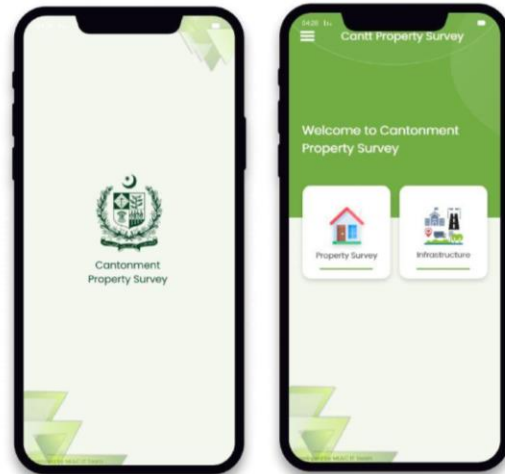 Cantonment
Property Survey
Cantt Property Survey
Welcome to Cantonment
Property Survey
Property Survey
Infrastructure